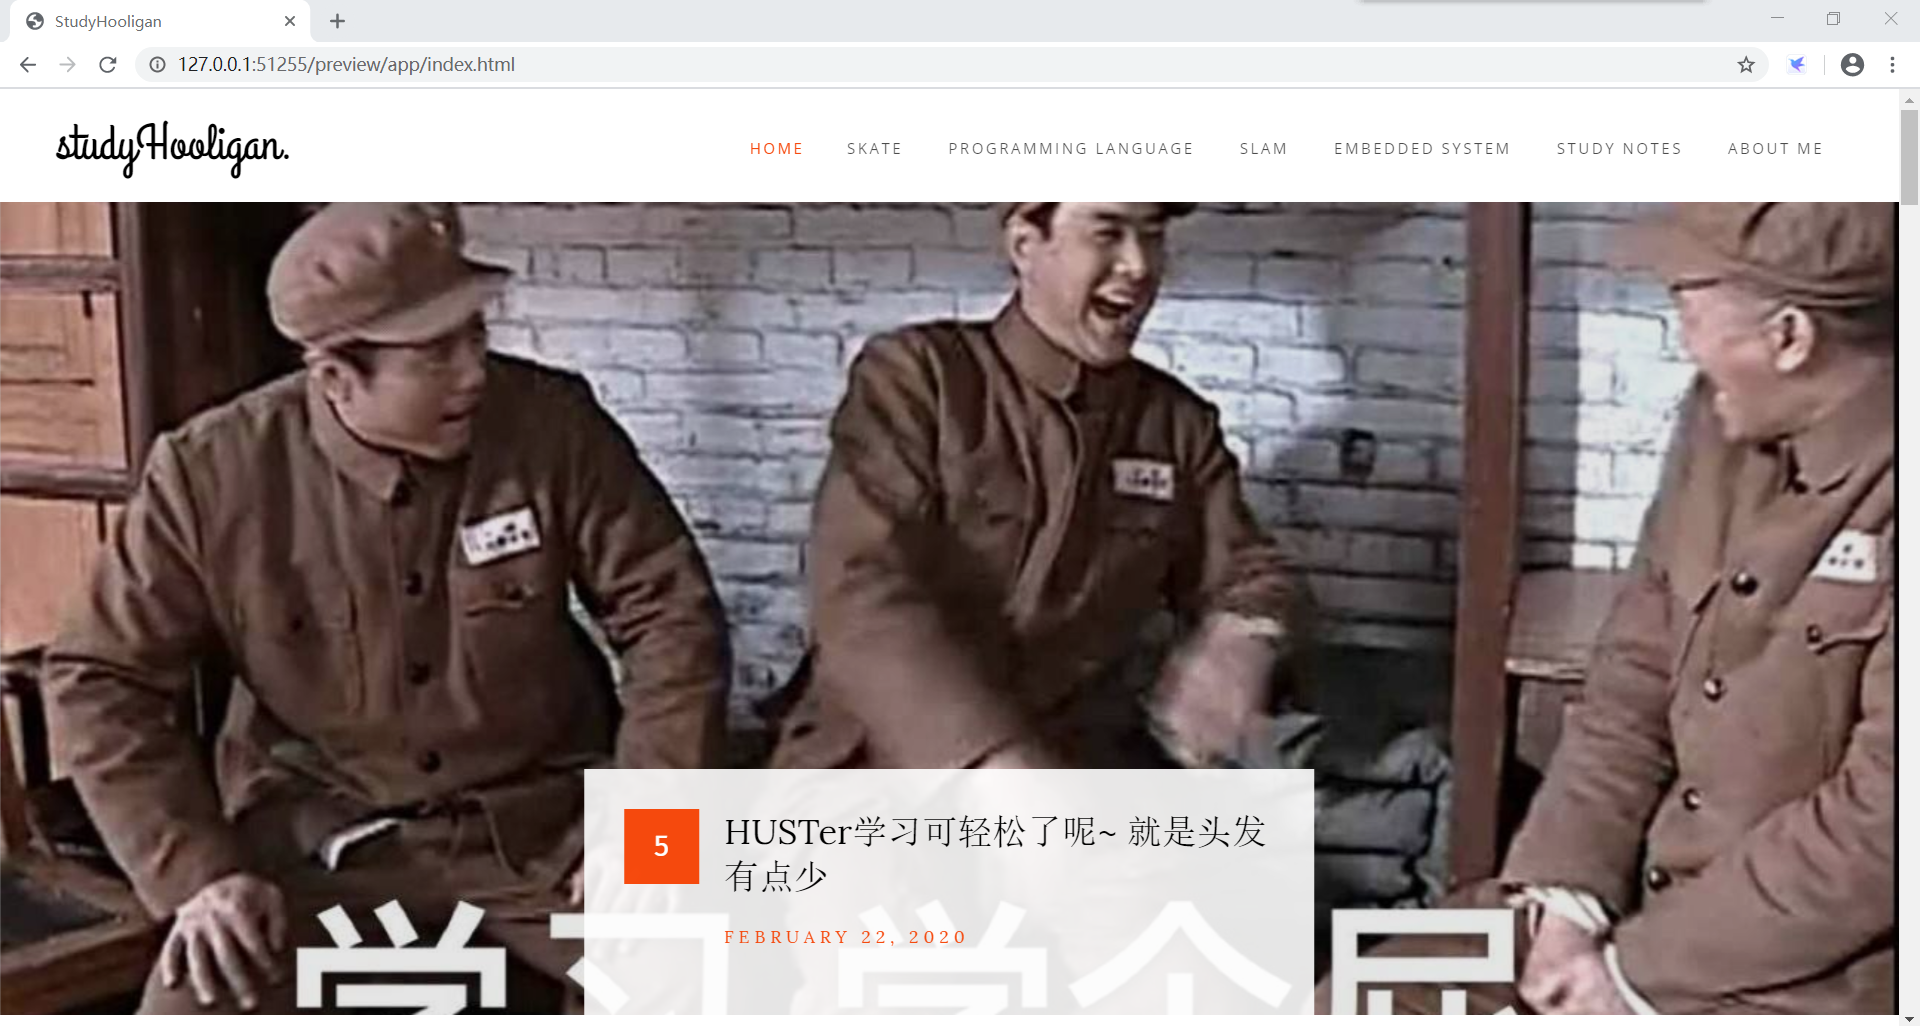 StudyHooligan
127.0.0.1:51255/preview/app/index.html
studyHooligan.
HOME SKATE PROGRAMMING LANGUAGE SLAM EMBEDDED SYSTEM STUDY NOTES ABOUT ME
5
HUSTer学习可轻松了呢~ 就是头发
有点少
FEBRUARY 22, 2020
学习学个屁